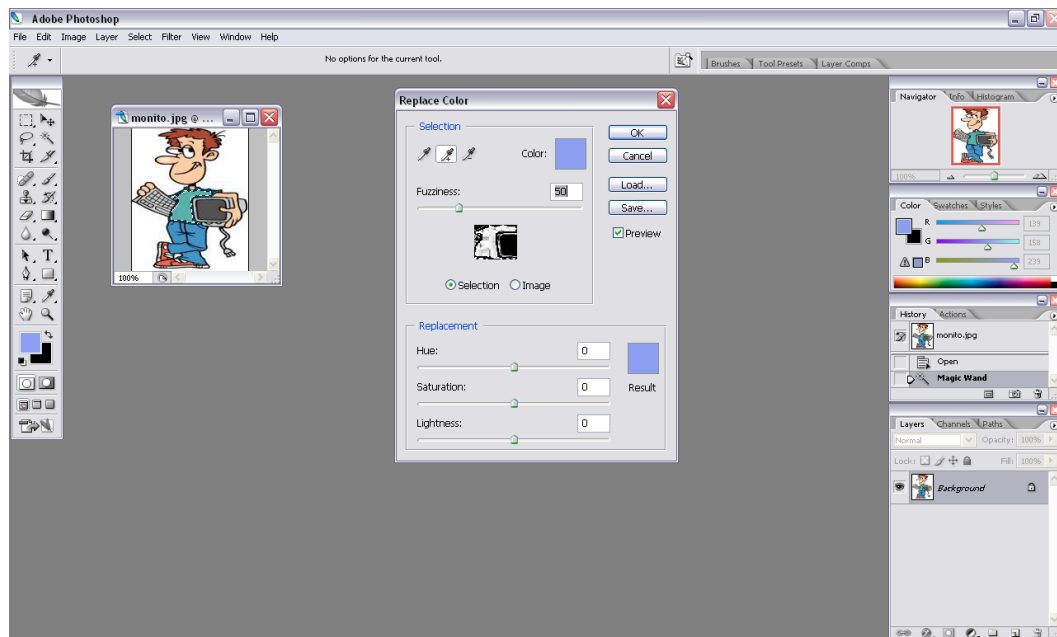 Adobe Photoshop
File Edit Image Layer Select Filter View Window Help
No options for the current tool.
Brushes Tool Presets Layer Comps
monito.jpg @ ...
100%
Replace Color
Selection
Color:
Fuzziness: 50
Selection Image
OK
Cancel
Load...
Save...
Preview
Replacement
Hue: 0
Saturation: 0
Result
Lightness: 0
Navigator Info Histogram
100%
Color Swatches Styles
R 139
G 158
B 239
History Actions
monito.jpg
Open
Magic Wand
Layers Channels Paths
Normal Opacity: 100%
Lock: Fill: 100%
Background